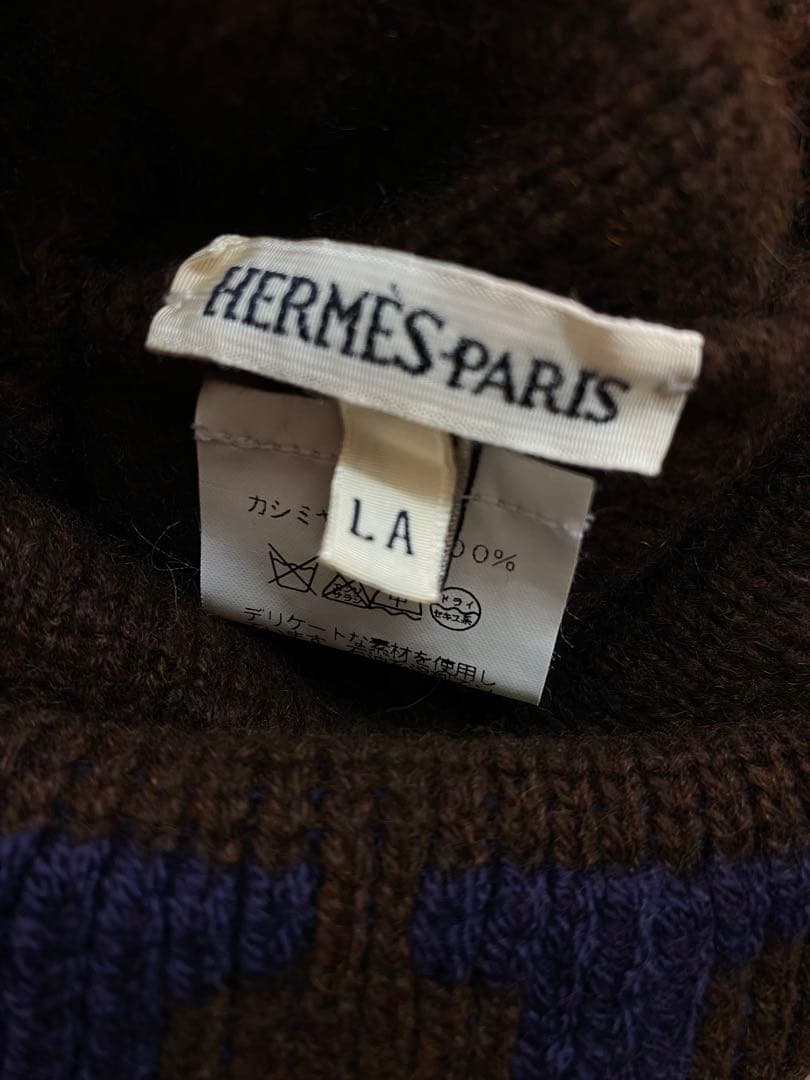 HERMÈS-PARIS
LA
カシミヤ 00%
ドライ
セキユ系
デリケートな素材を使用し